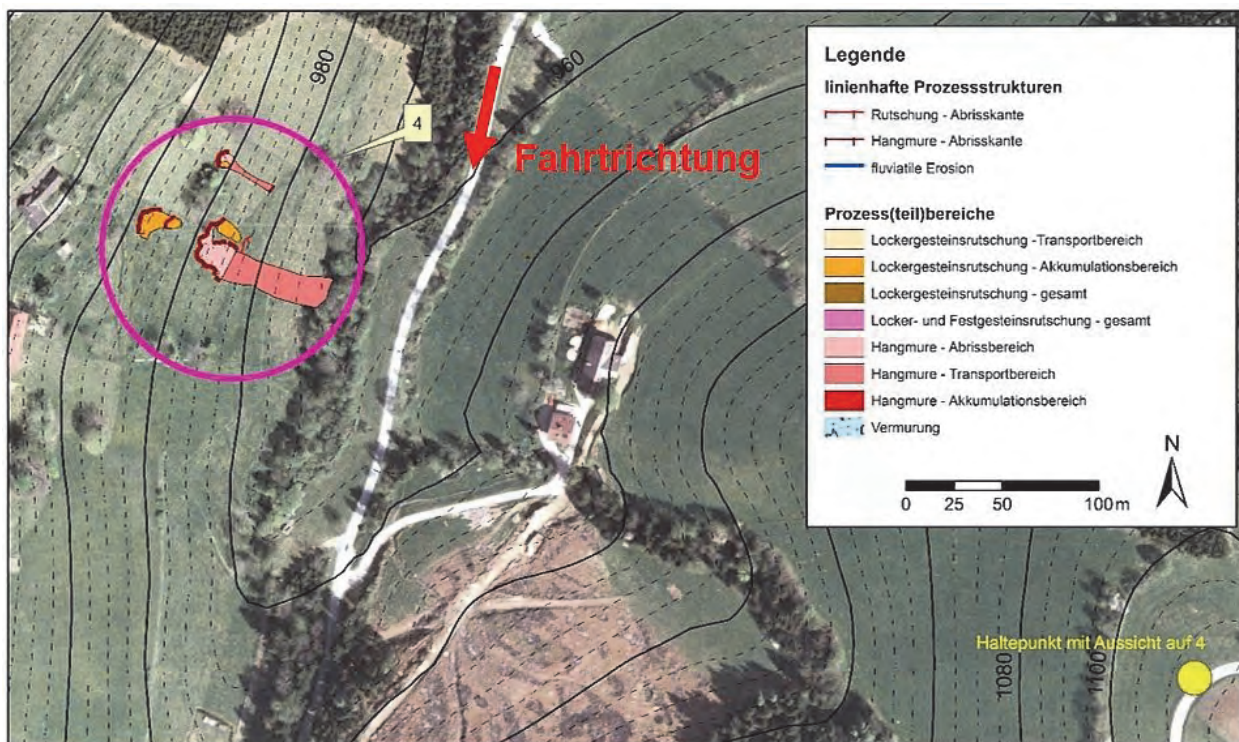 980
4
960
Fahrtrichtung
Legende
linienhafte Prozessstrukturen
Rutschung - Abrisskante
Hangmure - Abrisskante
fluviatile Erosion
Prozess(teil)bereiche
Lockergesteinsrutschung -Transportbereich
Lockergesteinsrutschung - Akkumulationsbereich
Lockergesteinsrutschung - gesamt
Locker- und Festgesteinsrutschung - gesamt
Hangmure - Abrissbereich
Hangmure - Transportbereich
Hangmure - Akkumulationsbereich
Vermurung
N
0 25 50 100m
Haltepunkt mit Aussicht auf 4
1080
1100